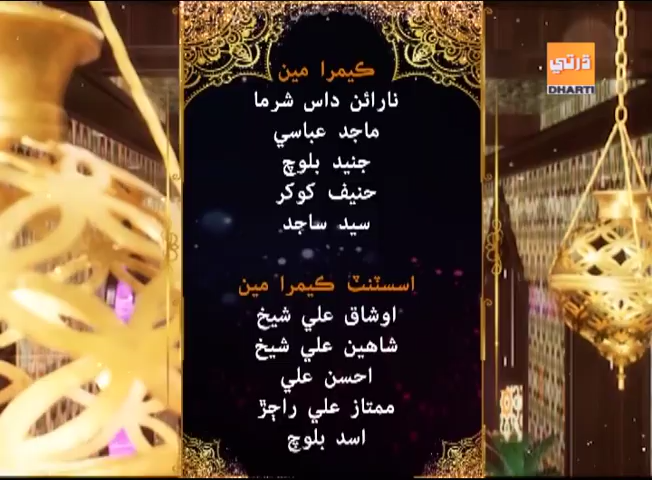 ڌرتي
DHARTI
ڪيمرا مين
نارائن داس شرما
ماجد عباسي
جنيد بلوچ
حنيف کوکر
سيد ساجد
اسسٽنٽ ڪيمرا مين
اوشاق علي شيخ
شاهين علي شيخ
احسن علي
ممتاز علي راڄڙ
اسد بلوچ